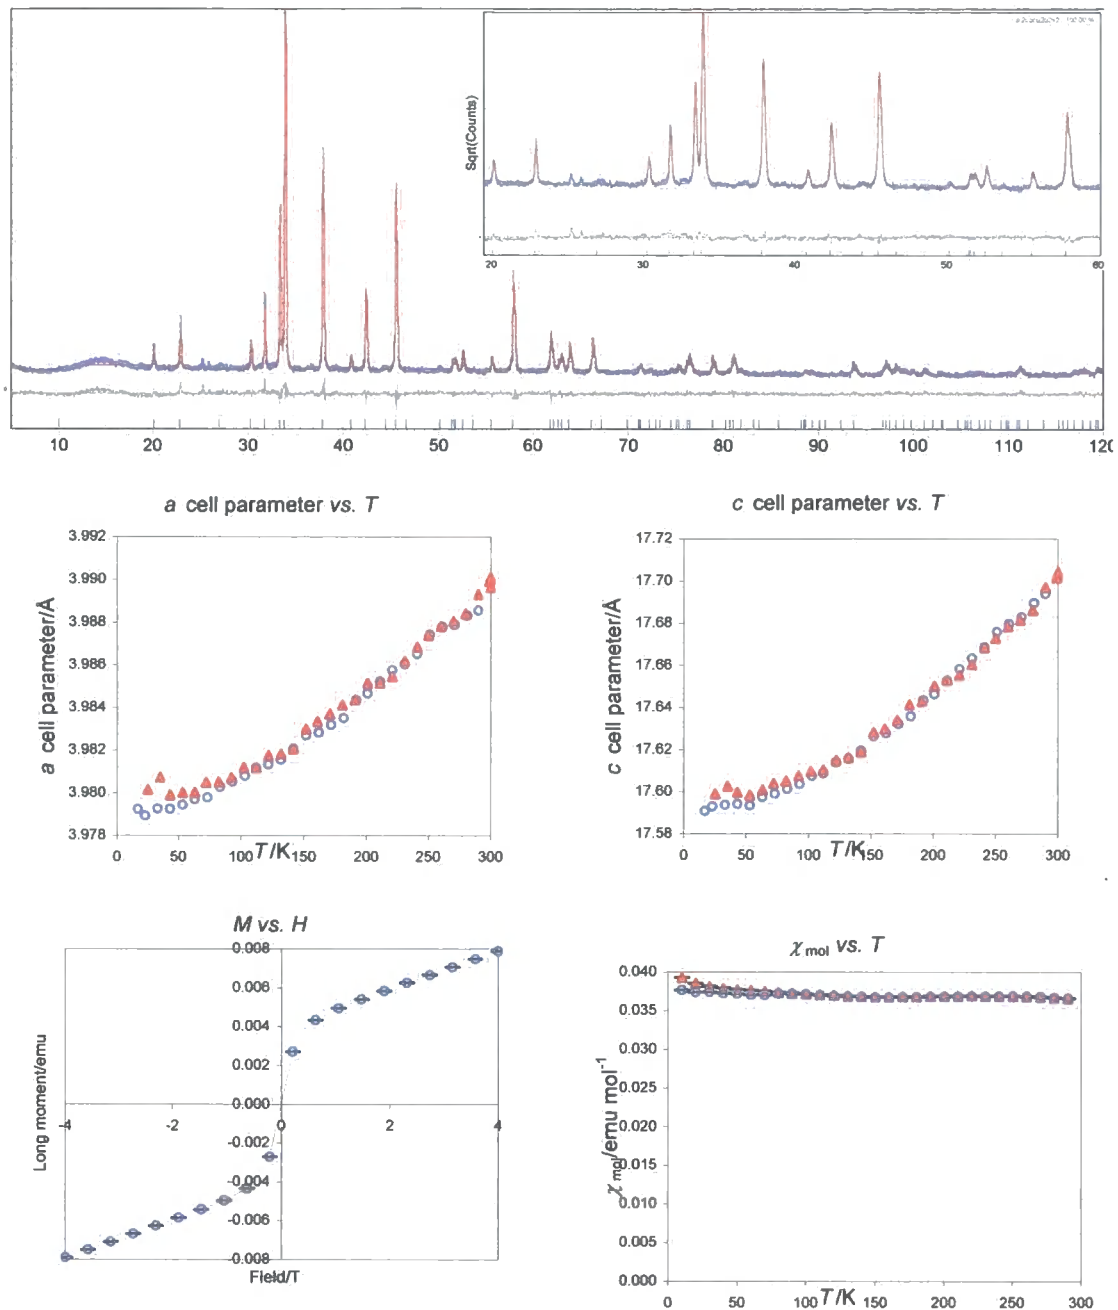 Sqrt(Counts)
20 30 40 50 60
10 20 30 40 50 60 70 80 90 100 110 120
a cell parameter vs. T
3.992
3.990
3.988
3.986
3.984
3.982
3.980
3.978
a cell parameter/Å
0 50 100 150 200 250 300
T/K
c cell parameter vs. T
17.72
17.70
17.68
17.66
17.64
17.62
17.60
17.58
c cell parameter/Å
0 50 100 150 200 250 300
T/K
M vs. H
0.008
0.006
0.004
0.002
0.000
-0.002
-0.004
-0.006
-0.008
-4 -2 0 2 4
Long moment/emu
Field/T
χmol vs. T
0.040
0.035
0.030
0.025
0.020
0.015
0.010
0.005
0.000
χmol/emu mol-1
0 50 100 150 200 250 300
T/K